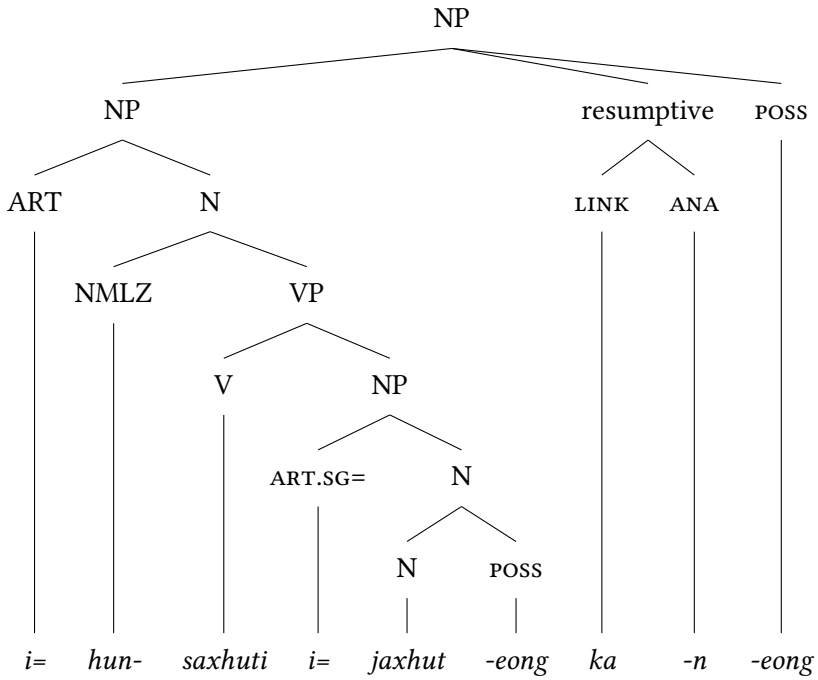 NP
NP resumptive POSS
ART N LINK ANA
NMLZ VP
V NP
ART.SG= N
N POSS
i= hun- saxhuti i= jaxhut -eong ka -n -eong